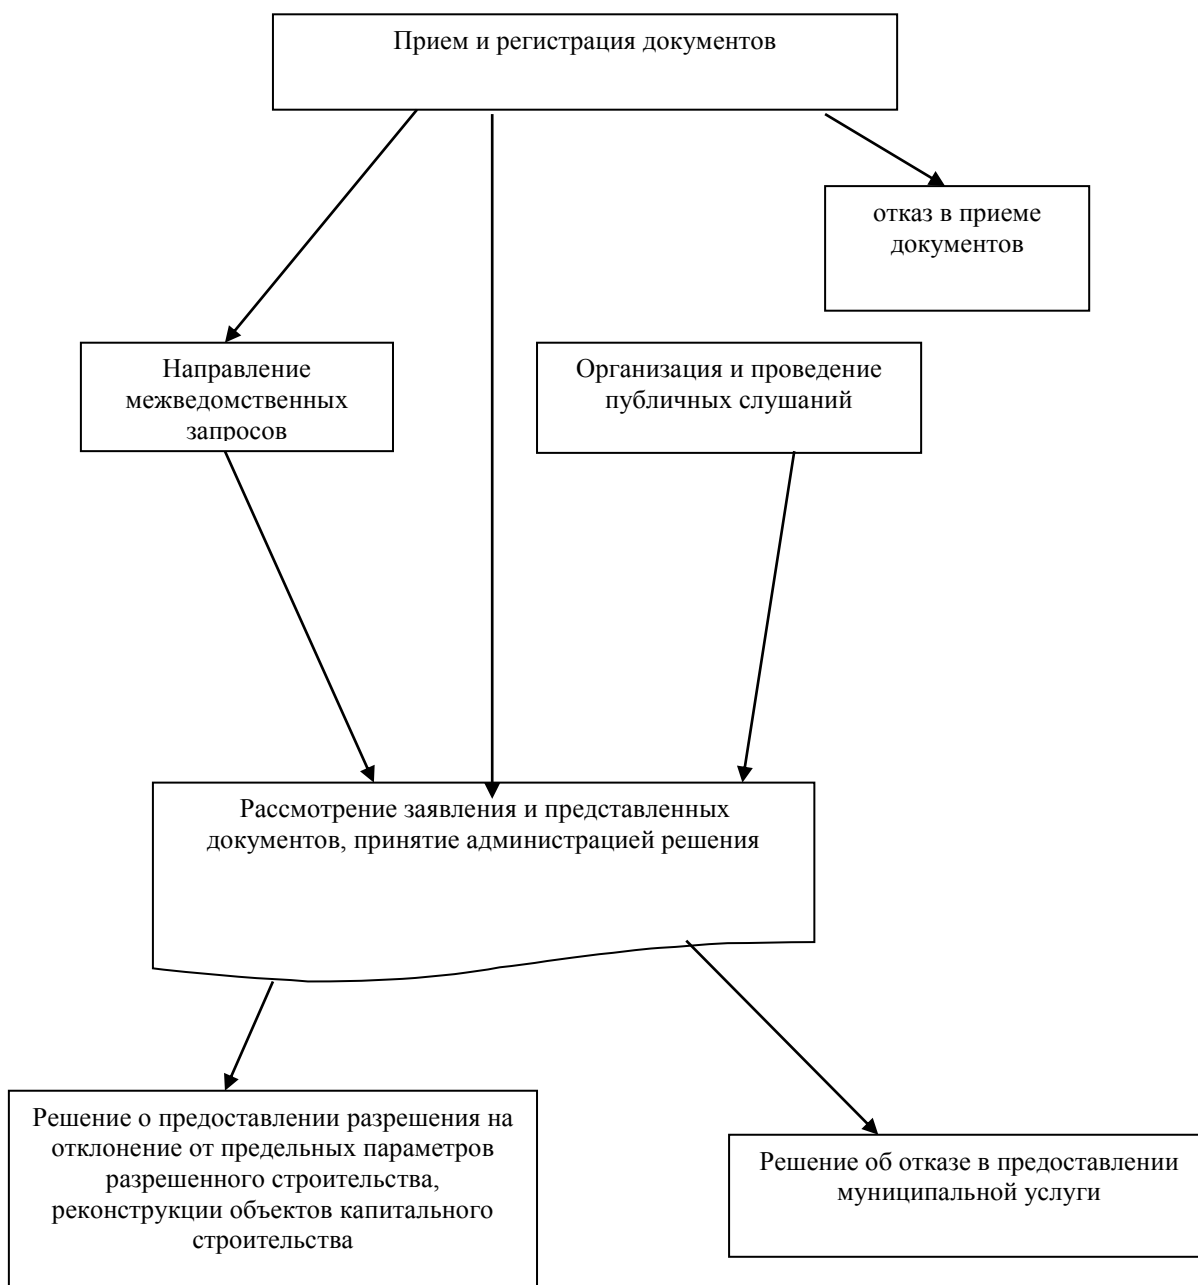 Прием и регистрация документов
отказ в приеме
документов
Направление
межведомственных
запросов
Организация и проведение
публичных слушаний
Рассмотрение заявления и представленных
документов, принятие администрацией решения
Решение о предоставлении разрешения на
отклонение от предельных параметров
разрешенного строительства,
реконструкции объектов капитального
строительства
Решение об отказе в предоставлении
муниципальной услуги